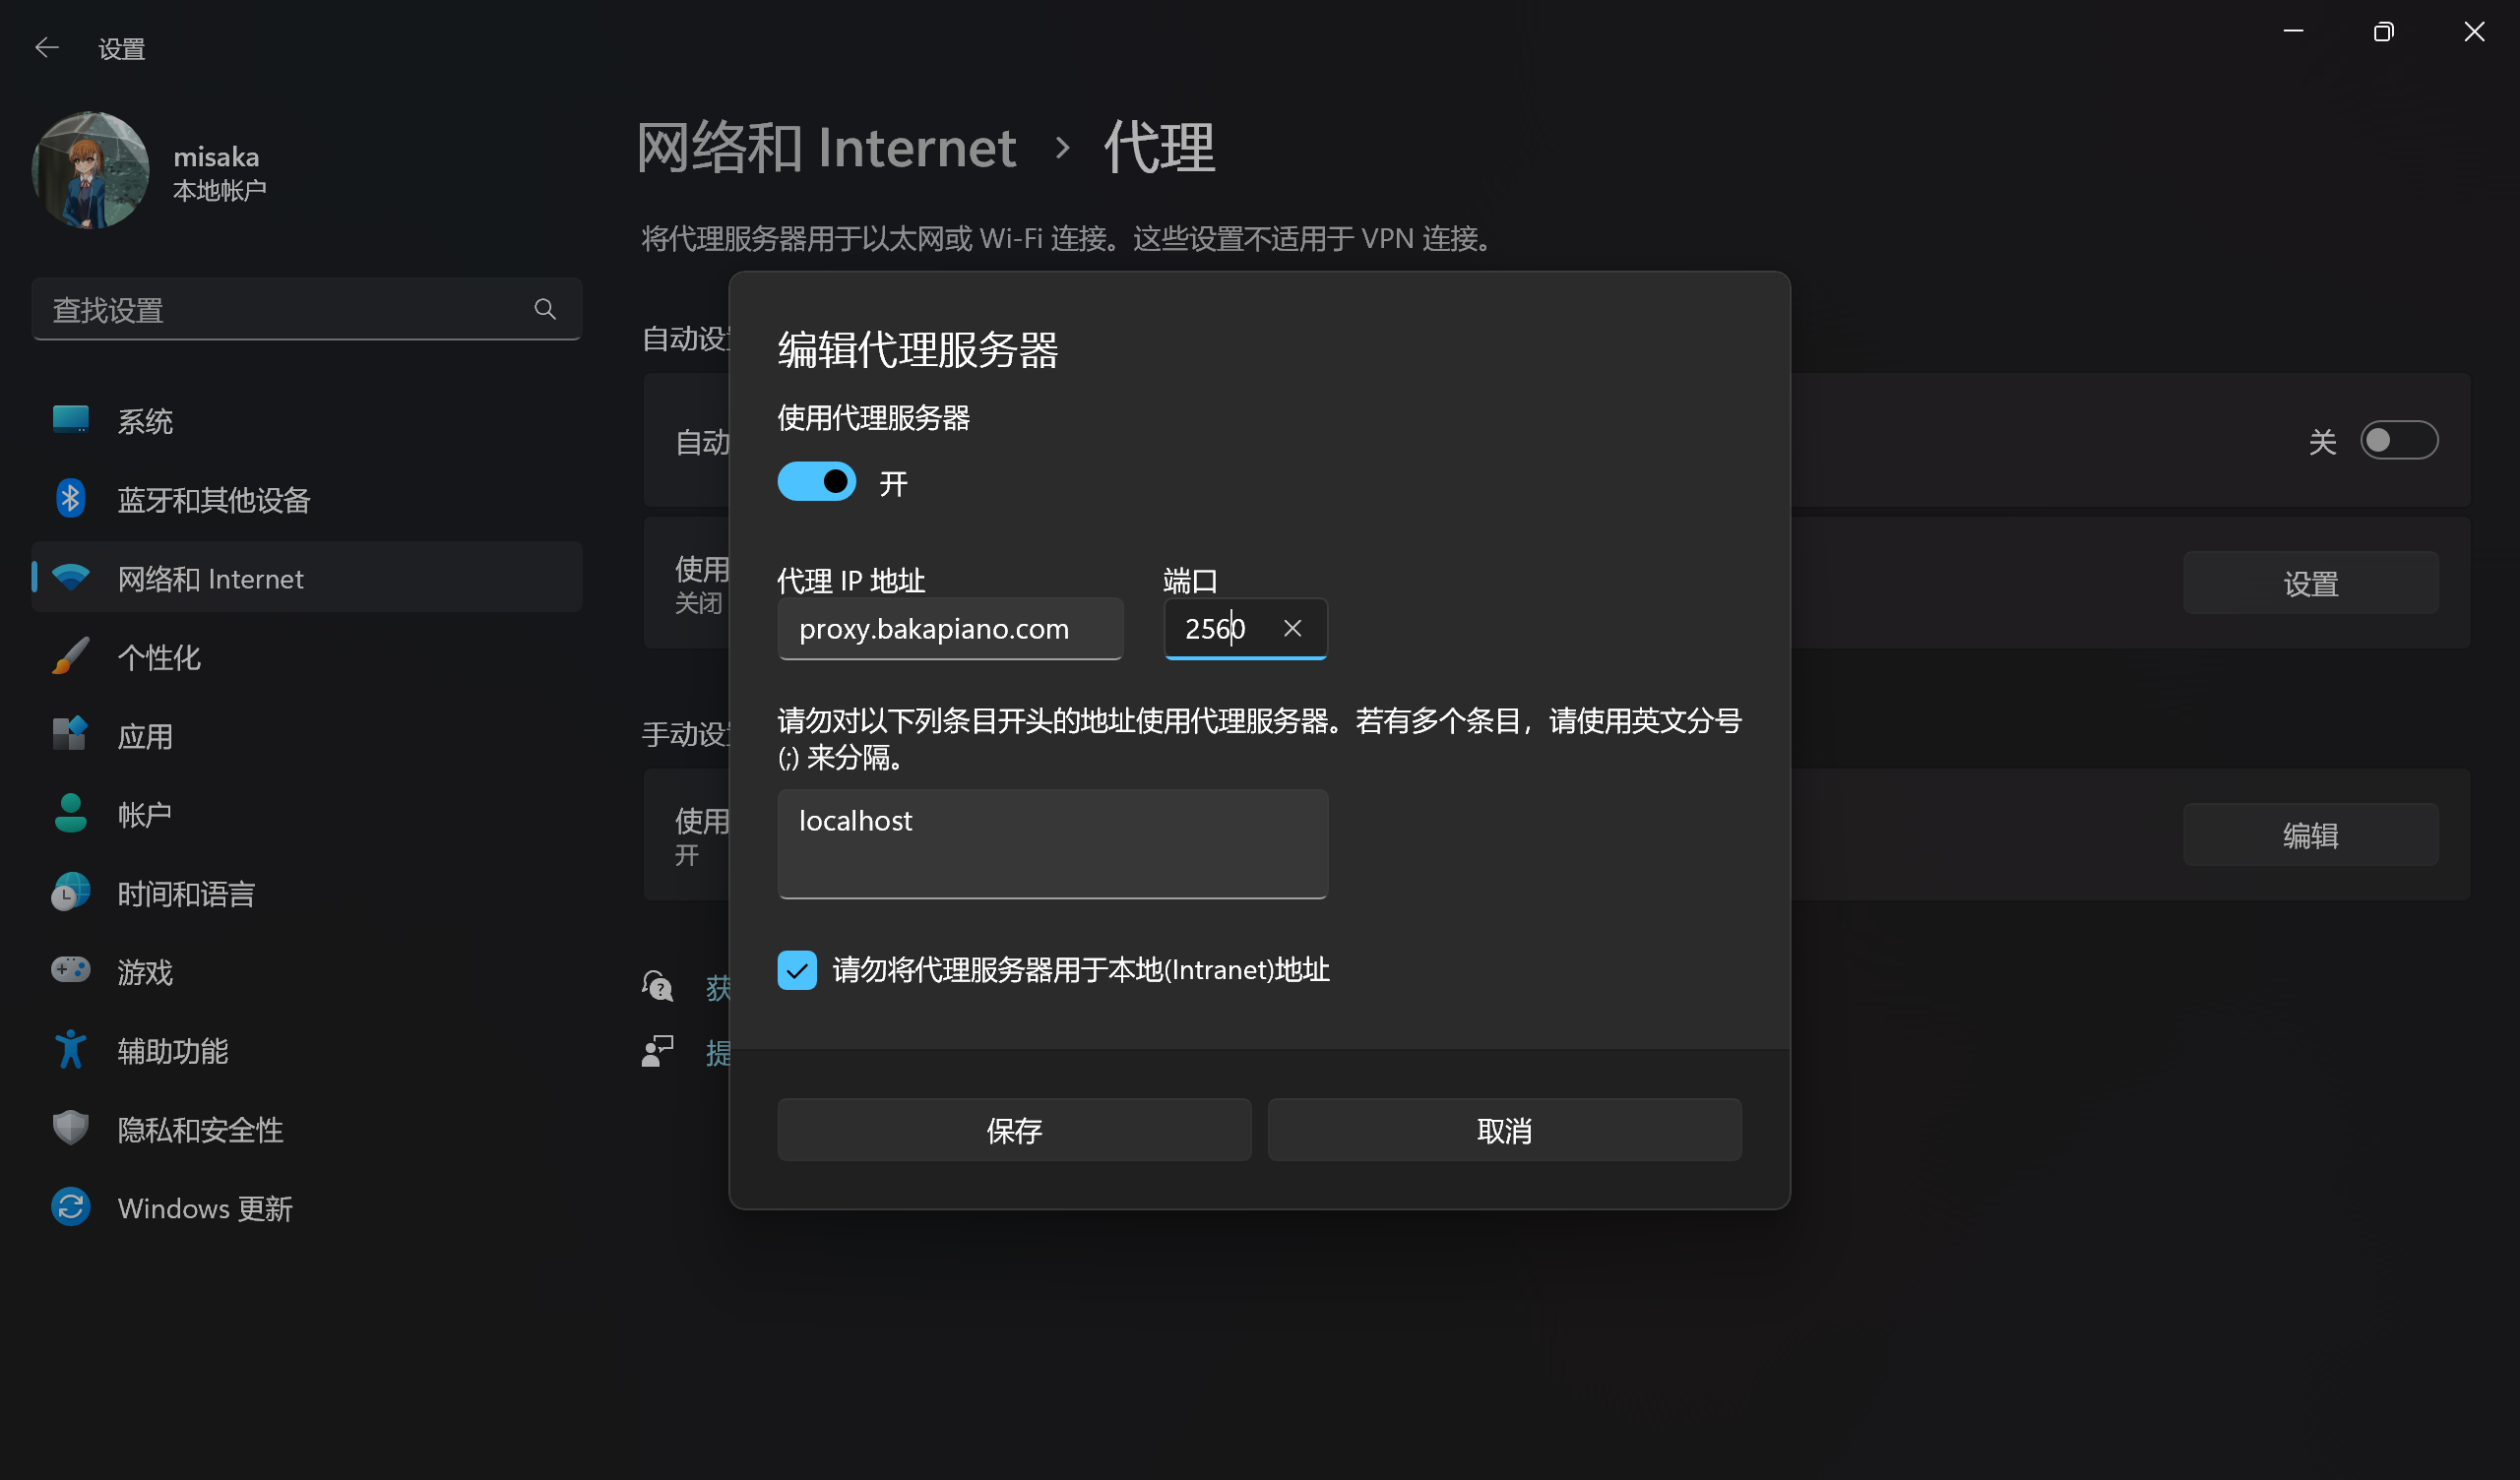 设置
misaka
本地帐户
查找设置
系统
蓝牙和其他设备
网络和 Internet
个性化
应用
帐户
时间和语言
游戏
辅助功能
隐私和安全性
Windows 更新
网络和 Internet › 代理
将代理服务器用于以太网或 Wi-Fi 连接。这些设置不适用于 VPN 连接。
自动设
自动
关
使用
关闭
设置
手动设
使用
开
编辑
获
提
编辑代理服务器
使用代理服务器
开
代理 IP 地址
端口
proxy.bakapiano.com
2560
请勿对以下列条目开头的地址使用代理服务器。若有多个条目，请使用英文分号
(;) 来分隔。
localhost
请勿将代理服务器用于本地(Intranet)地址
保存
取消